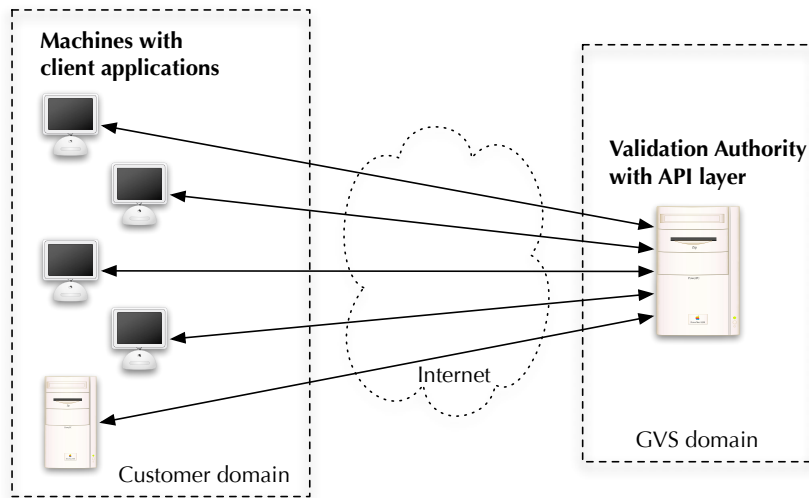 Machines with
client applications
Validation Authority
with API layer
Internet
Customer domain
GVS domain